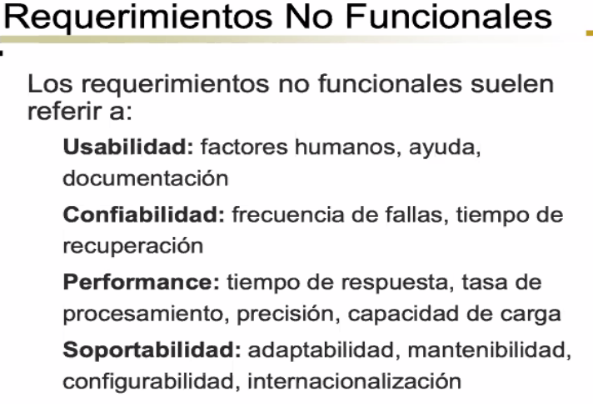 Requerimientos No Funcionales
Los requerimientos no funcionales suelen
referir a:
Usabilidad: factores humanos, ayuda,
documentación
Confiabilidad: frecuencia de fallas, tiempo de
recuperación
Performance: tiempo de respuesta, tasa de
procesamiento, precisión, capacidad de carga
Soportabilidad: adaptabilidad, mantenibilidad,
configurabilidad, internacionalización